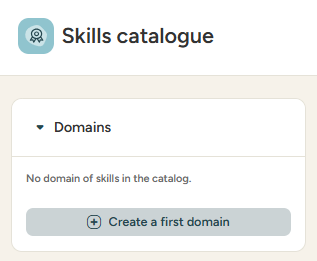 Skills catalogue
Domains
No domain of skills in the catalog.
Create a first domain